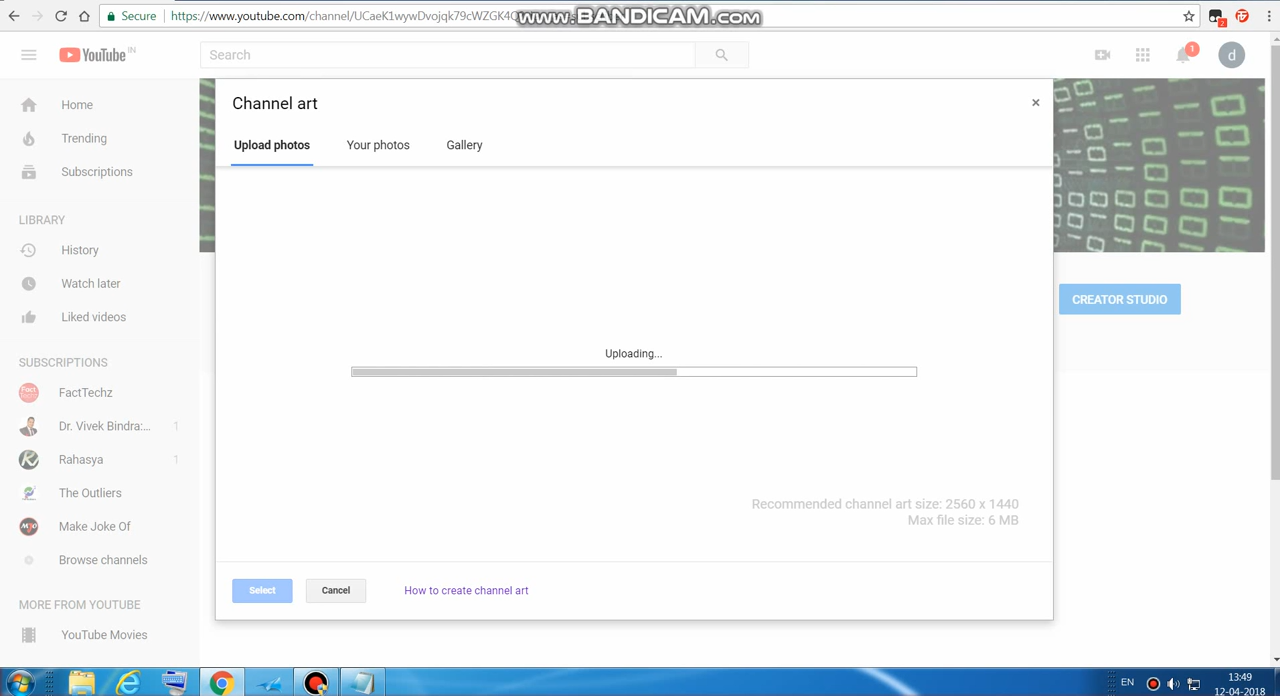 Secure https://www.youtube.com/channel/UCaeK1wywDvojqk79cWZGK4
www.BANDICAM.com
2
YouTube IN
Search
1
d
Channel art
×
Home
Trending
Subscriptions
Upload photos Your photos Gallery
LIBRARY
History
Watch later
Liked videos
CREATOR STUDIO
Uploading...
SUBSCRIPTIONS
FactTechz
Dr. Vivek Bindra:... 1
Rahasya 1
The Outliers
Make Joke Of
Browse channels
Recommended channel art size: 2560 x 1440
Max file size: 6 MB
Select Cancel How to create channel art
MORE FROM YOUTUBE
YouTube Movies
EN
13:49
12-04-2018